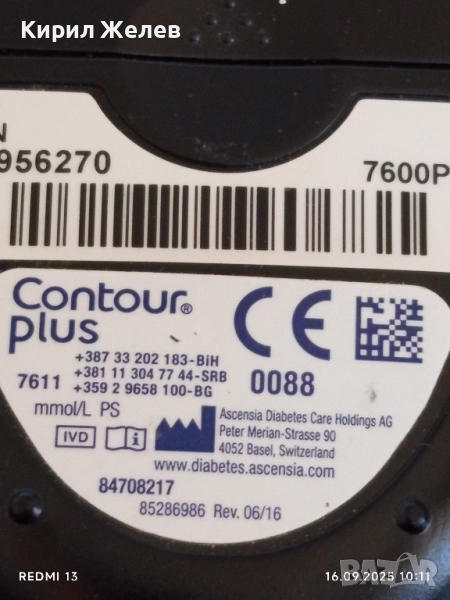 Кирил Желев
N
956270
7600P
Contour®
plus
+387 33 202 183-BiH
+381 11 304 77 44-SRB
7611 +359 2 9658 100-BG
0088
mmol/L PS
IVD
Ascensia Diabetes Care Holdings AG
Peter Merian-Strasse 90
4052 Basel, Switzerland
www.diabetes.ascensia.com
84708217
85286986 Rev. 06/16
REDMI 13
16.09.2025 10:11
BAZAR